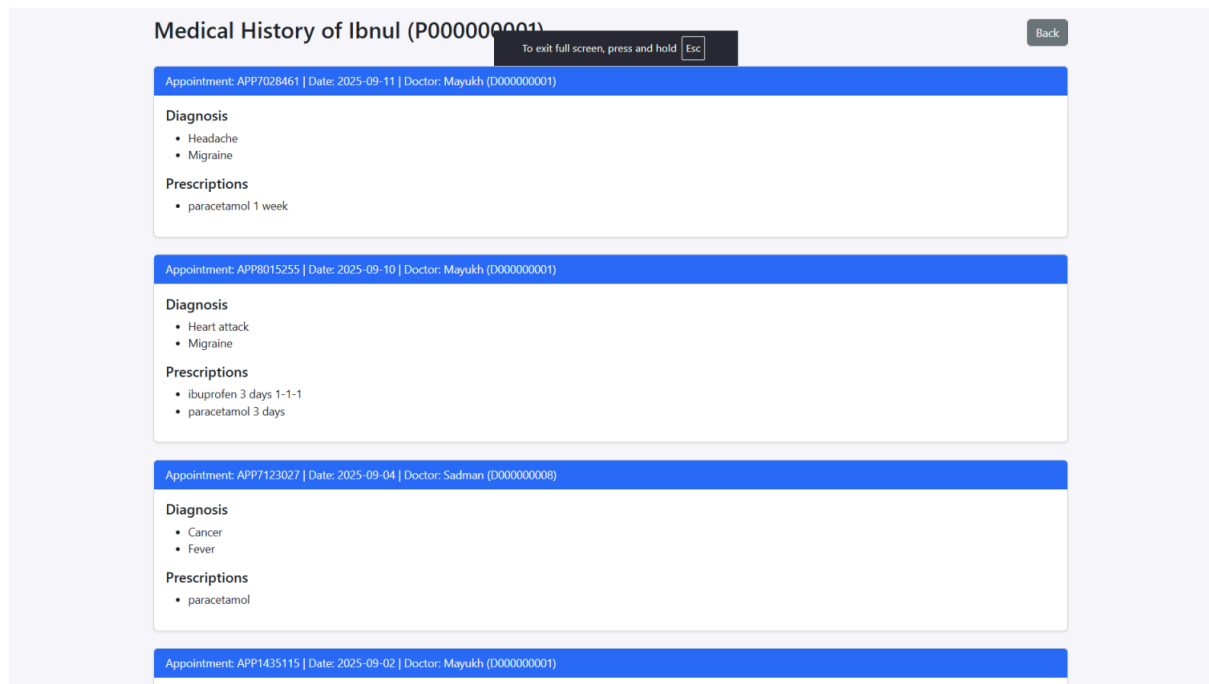 Medical History of Ibnul (P000000001)
Back
To exit full screen, press and hold Esc
Appointment: APP7028461 | Date: 2025-09-11 | Doctor: Mayukh (D000000001)
Diagnosis
• Headache
• Migraine
Prescriptions
• paracetamol 1 week
Appointment: APP8015255 | Date: 2025-09-10 | Doctor: Mayukh (D000000001)
Diagnosis
• Heart attack
• Migraine
Prescriptions
• ibuprofen 3 days 1-1-1
• paracetamol 3 days
Appointment: APP7123027 | Date: 2025-09-04 | Doctor: Sadman (D000000008)
Diagnosis
• Cancer
• Fever
Prescriptions
• paracetamol
Appointment: APP1435115 | Date: 2025-09-02 | Doctor: Mayukh (D000000001)